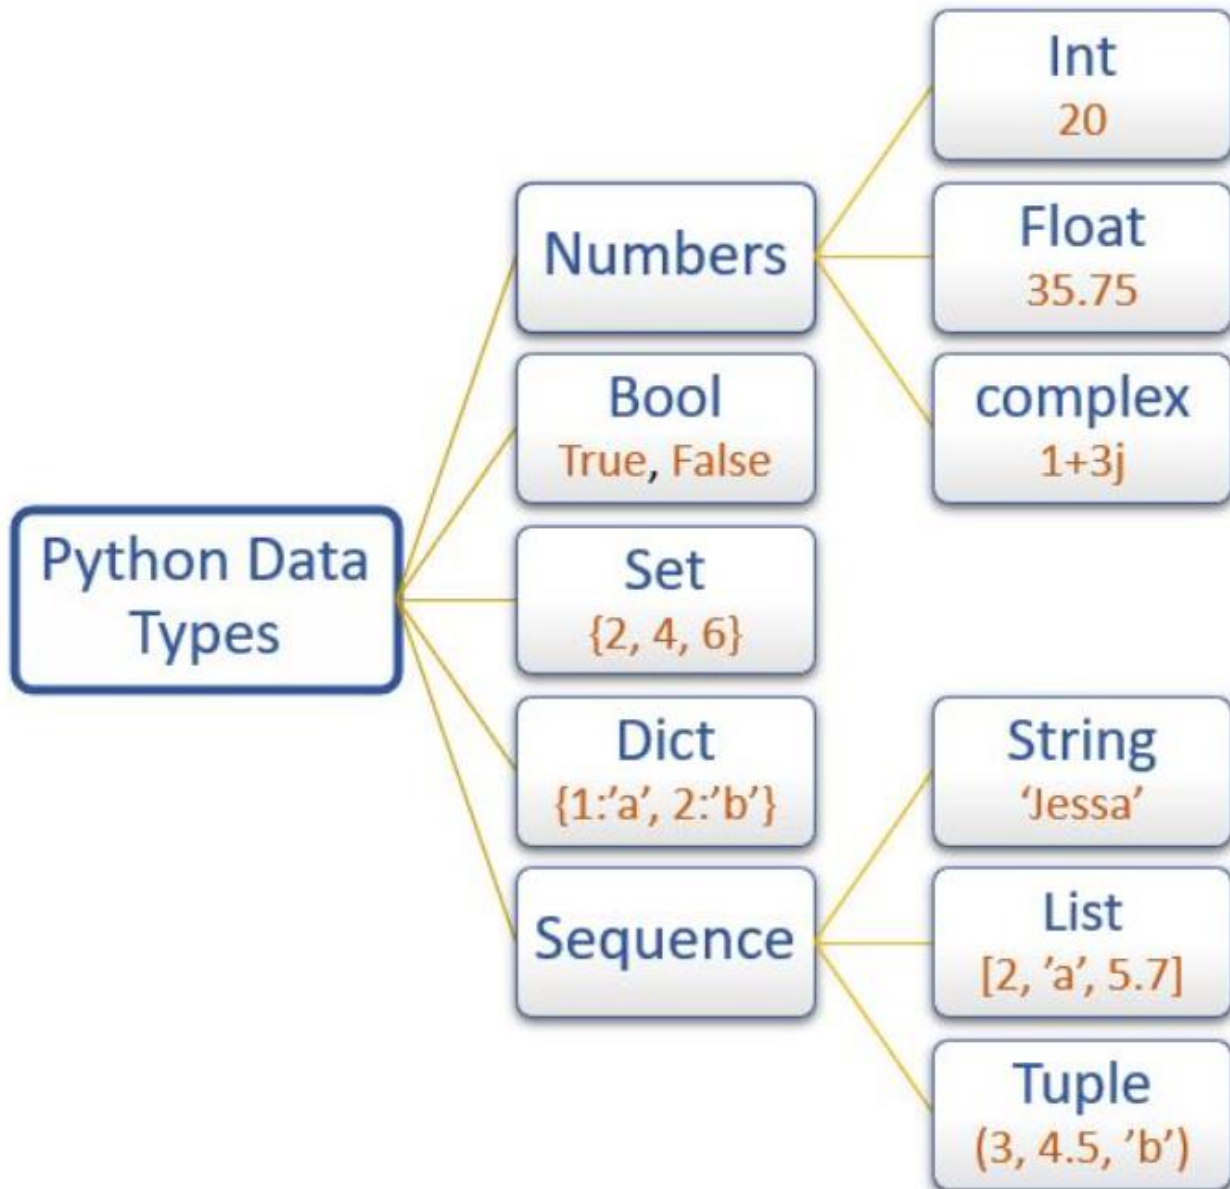 Python Data
Types
Numbers
Int
20
Float
35.75
complex
1+3j
Bool
True, False
Set
{2, 4, 6}
Dict
{1:’a’, 2:’b’}
Sequence
String
‘Jessa’
List
[2, ’a’, 5.7]
Tuple
(3, 4.5, ’b’)